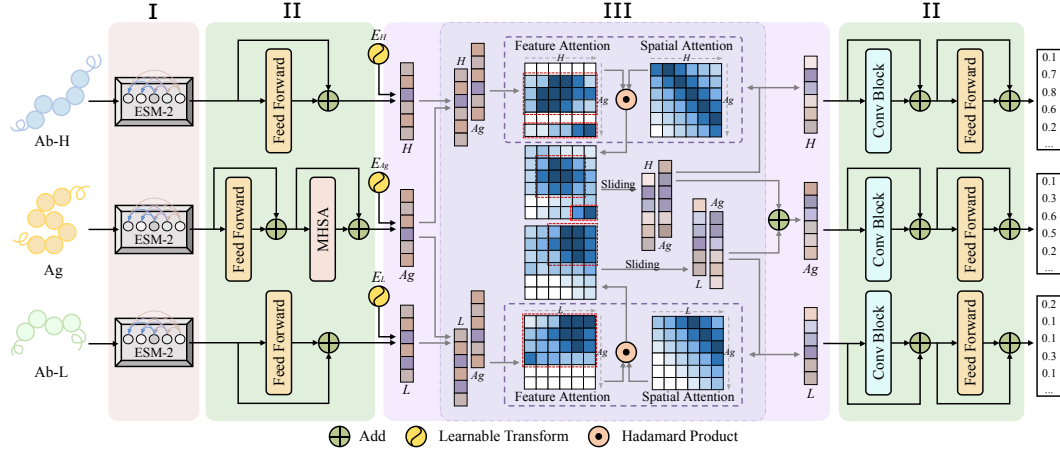 I
II
III
II
Ab-H
ESM-2
Feed Forward
E_H
H
H
Ag
Feature Attention
H
Ag
Spatial Attention
H
Ag
H
Conv Block
Feed Forward
0.1
0.7
0.8
0.6
0.2
...
Ag
ESM-2
Feed Forward
MHSA
E_Ag
Ag
Sliding
H
Ag
Sliding
L
Ag
Ag
Conv Block
Feed Forward
0.1
0.3
0.6
0.5
0.2
...
Ab-L
ESM-2
Feed Forward
E_L
L
L
Ag
L
Ag
Feature Attention
L
Ag
Spatial Attention
L
Conv Block
Feed Forward
0.2
0.1
0.1
0.3
0.1
...
Add
Learnable Transform
Hadamard Product